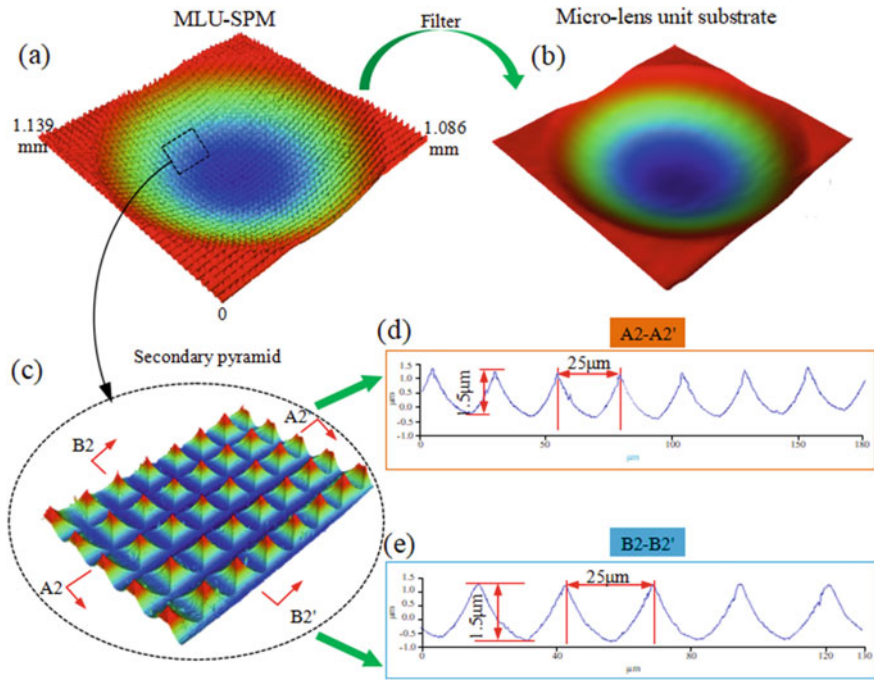 MLU-SPM
Filter
Micro-lens unit substrate
(a)
(b)
1.139
mm
1.086
mm
0
(c)
Secondary pyramid
A2
B2
A2
B2'
(d)
A2-A2'
1.5
1.0
0.5
0.0
-0.5
-1.0
μm
1.5μm
25μm
0
50
100
150
180
μm
(e)
B2-B2'
1.5
1.0
0.5
0.0
-0.5
-1.0
μm
1.5μm
25μm
0
40
80
120
130
μm